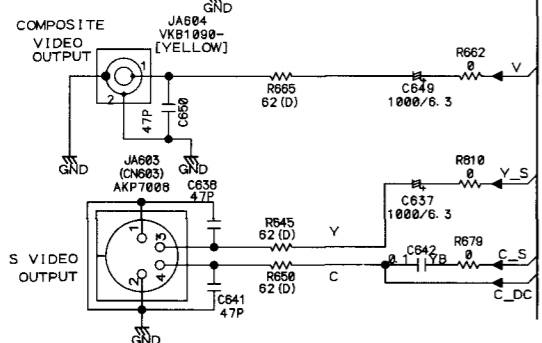 GND
COMPOSITE
VIDEO
OUTPUT
JA604
VKB1090-
[YELLOW]
1
2
47P
C650
R665
62(D)
C649
1000/6.3
R662
0
V
GND
GND
JA603
(CN603)
AKP7008
C638
47P
S VIDEO
OUTPUT
1
3
4
2
R645
62(D)
Y
R650
62(D)
C
C641
47P
C637
1000/6.3
R810
0
Y_S
0.1
C642
YB
R679
0
C_S
C_DC
GND